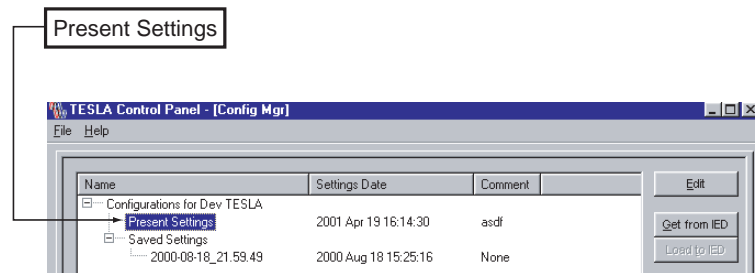 Present Settings
TESLA Control Panel - [Config Mgr]
File Help
Name Settings Date Comment Edit
Configurations for Dev TESLA
Present Settings 2001 Apr 19 16:14:30 asdf Get from IED
Saved Settings Load to IED
2000-08-18_21.59.49 2000 Aug 18 15:25:16 None